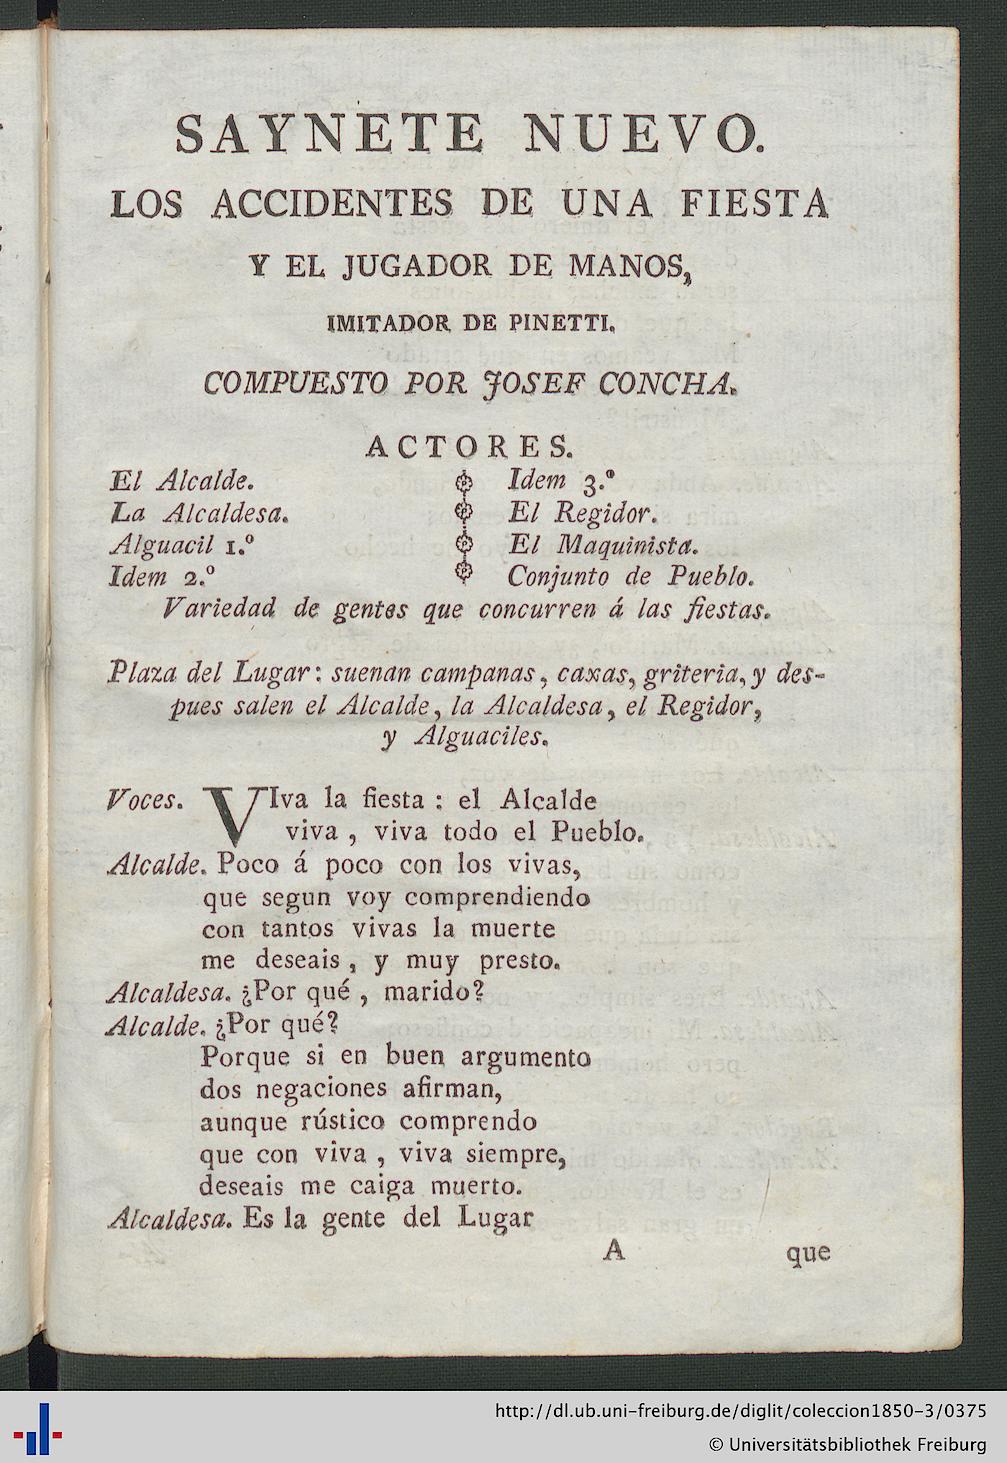 SAYNETE NUEVO.
LOS ACCIDENTES DE UNA FIESTA
Y EL JUGADOR DE MANOS,
IMITADOR DE PINETTI.
COMPUESTO POR JOSEF CONCHA.
ACTORES.
El Alcalde.
La Alcaldesa.
Alguacil 1.º
Idem 2.º
Idem 3.º
El Regidor.
El Maquinista.
Conjunto de Pueblo.
Variedad de gentes que concurren á las fiestas.
Plaza del Lugar: suenan campanas, caxas, griteria, y des-
pues salen el Alcalde, la Alcaldesa, el Regidor,
y Alguaciles.
Voces. VIva la fiesta: el Alcalde
viva, viva todo el Pueblo.
Alcalde. Poco á poco con los vivas,
que segun voy comprendiendo
con tantos vivas la muerte
me deseais, y muy presto.
Alcaldesa. ¿Por qué, marido?
Alcalde. ¿Por qué?
Porque si en buen argumento
dos negaciones afirman,
aunque rústico comprendo
que con viva, viva siempre,
deseais me caiga muerto.
Alcaldesa. Es la gente del Lugar
A que
http://dl.ub.uni-freiburg.de/diglit/coleccion1850-3/0375
© Universitätsbibliothek Freiburg